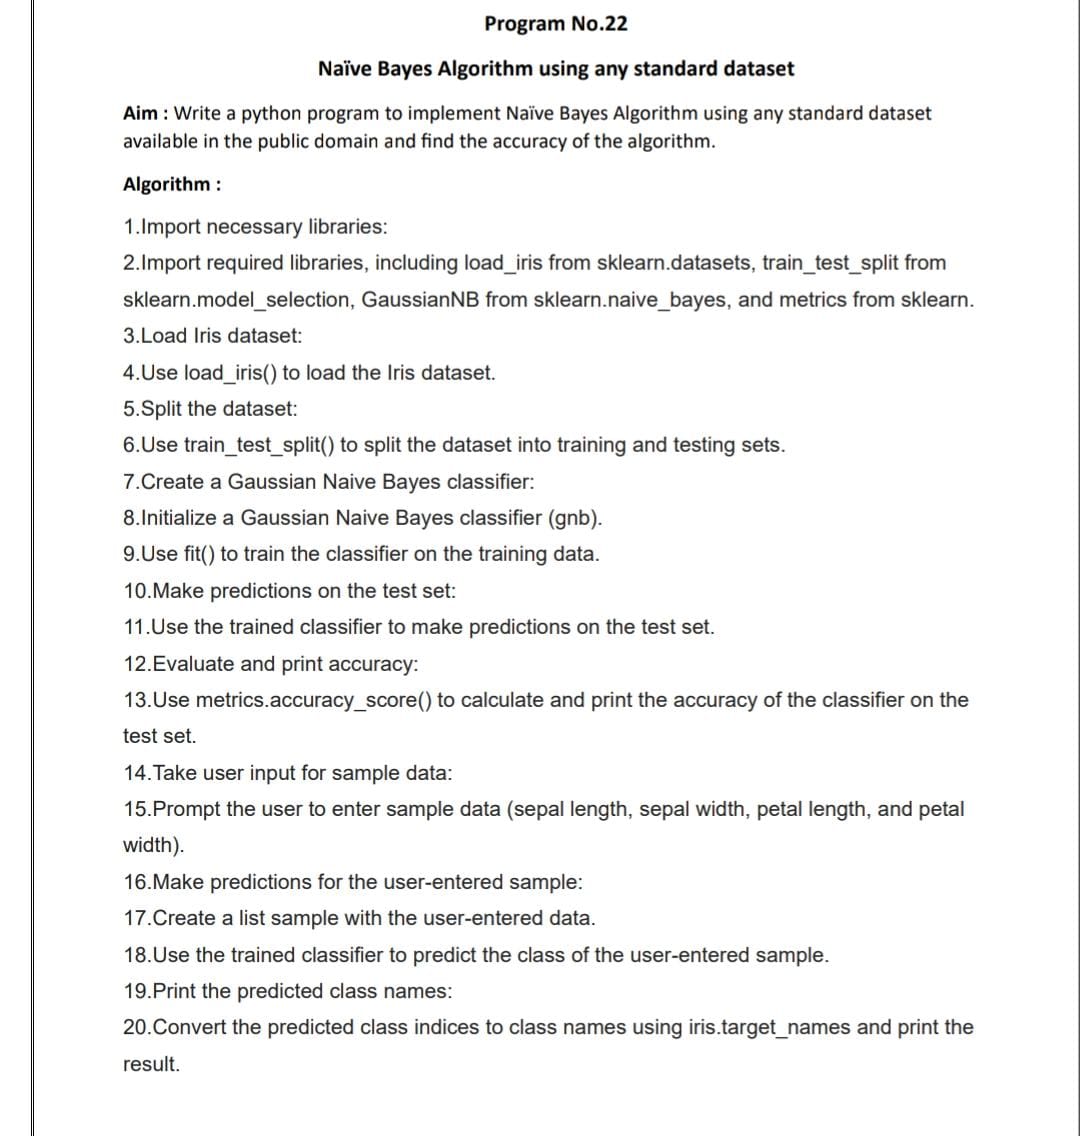 Program No.22
Naïve Bayes Algorithm using any standard dataset
Aim : Write a python program to implement Naïve Bayes Algorithm using any standard dataset
available in the public domain and find the accuracy of the algorithm.
Algorithm :
1.Import necessary libraries:
2.Import required libraries, including load_iris from sklearn.datasets, train_test_split from
sklearn.model_selection, GaussianNB from sklearn.naive_bayes, and metrics from sklearn.
3.Load Iris dataset:
4.Use load_iris() to load the Iris dataset.
5.Split the dataset:
6.Use train_test_split() to split the dataset into training and testing sets.
7.Create a Gaussian Naive Bayes classifier:
8.Initialize a Gaussian Naive Bayes classifier (gnb).
9.Use fit() to train the classifier on the training data.
10.Make predictions on the test set:
11.Use the trained classifier to make predictions on the test set.
12.Evaluate and print accuracy:
13.Use metrics.accuracy_score() to calculate and print the accuracy of the classifier on the
test set.
14.Take user input for sample data:
15.Prompt the user to enter sample data (sepal length, sepal width, petal length, and petal
width).
16.Make predictions for the user-entered sample:
17.Create a list sample with the user-entered data.
18.Use the trained classifier to predict the class of the user-entered sample.
19.Print the predicted class names:
20.Convert the predicted class indices to class names using iris.target_names and print the
result.